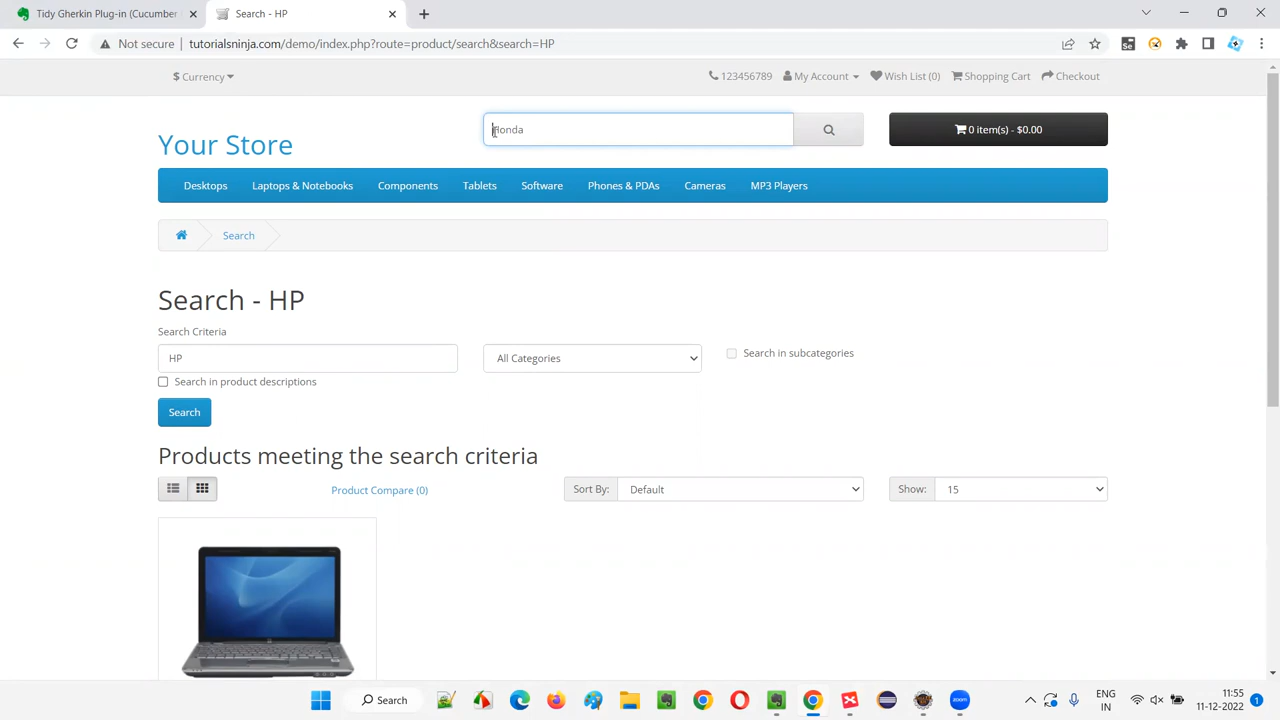 Tidy Gherkin Plug-in (Cucumber
Search - HP
Not secure
tutorialsninja.com/demo/index.php?route=product/search&search=HP
$ Currency
123456789
My Account
Wish List (0)
Shopping Cart
Checkout
Your Store
Honda
0 item(s) - $0.00
Desktops
Laptops & Notebooks
Components
Tablets
Software
Phones & PDAs
Cameras
MP3 Players
Search
Search - HP
Search Criteria
HP
All Categories
Search in subcategories
Search in product descriptions
Search
Products meeting the search criteria
Product Compare (0)
Sort By:
Default
Show:
15
Search
ENG
IN
11:55
11-12-2022
1
zoom
Se